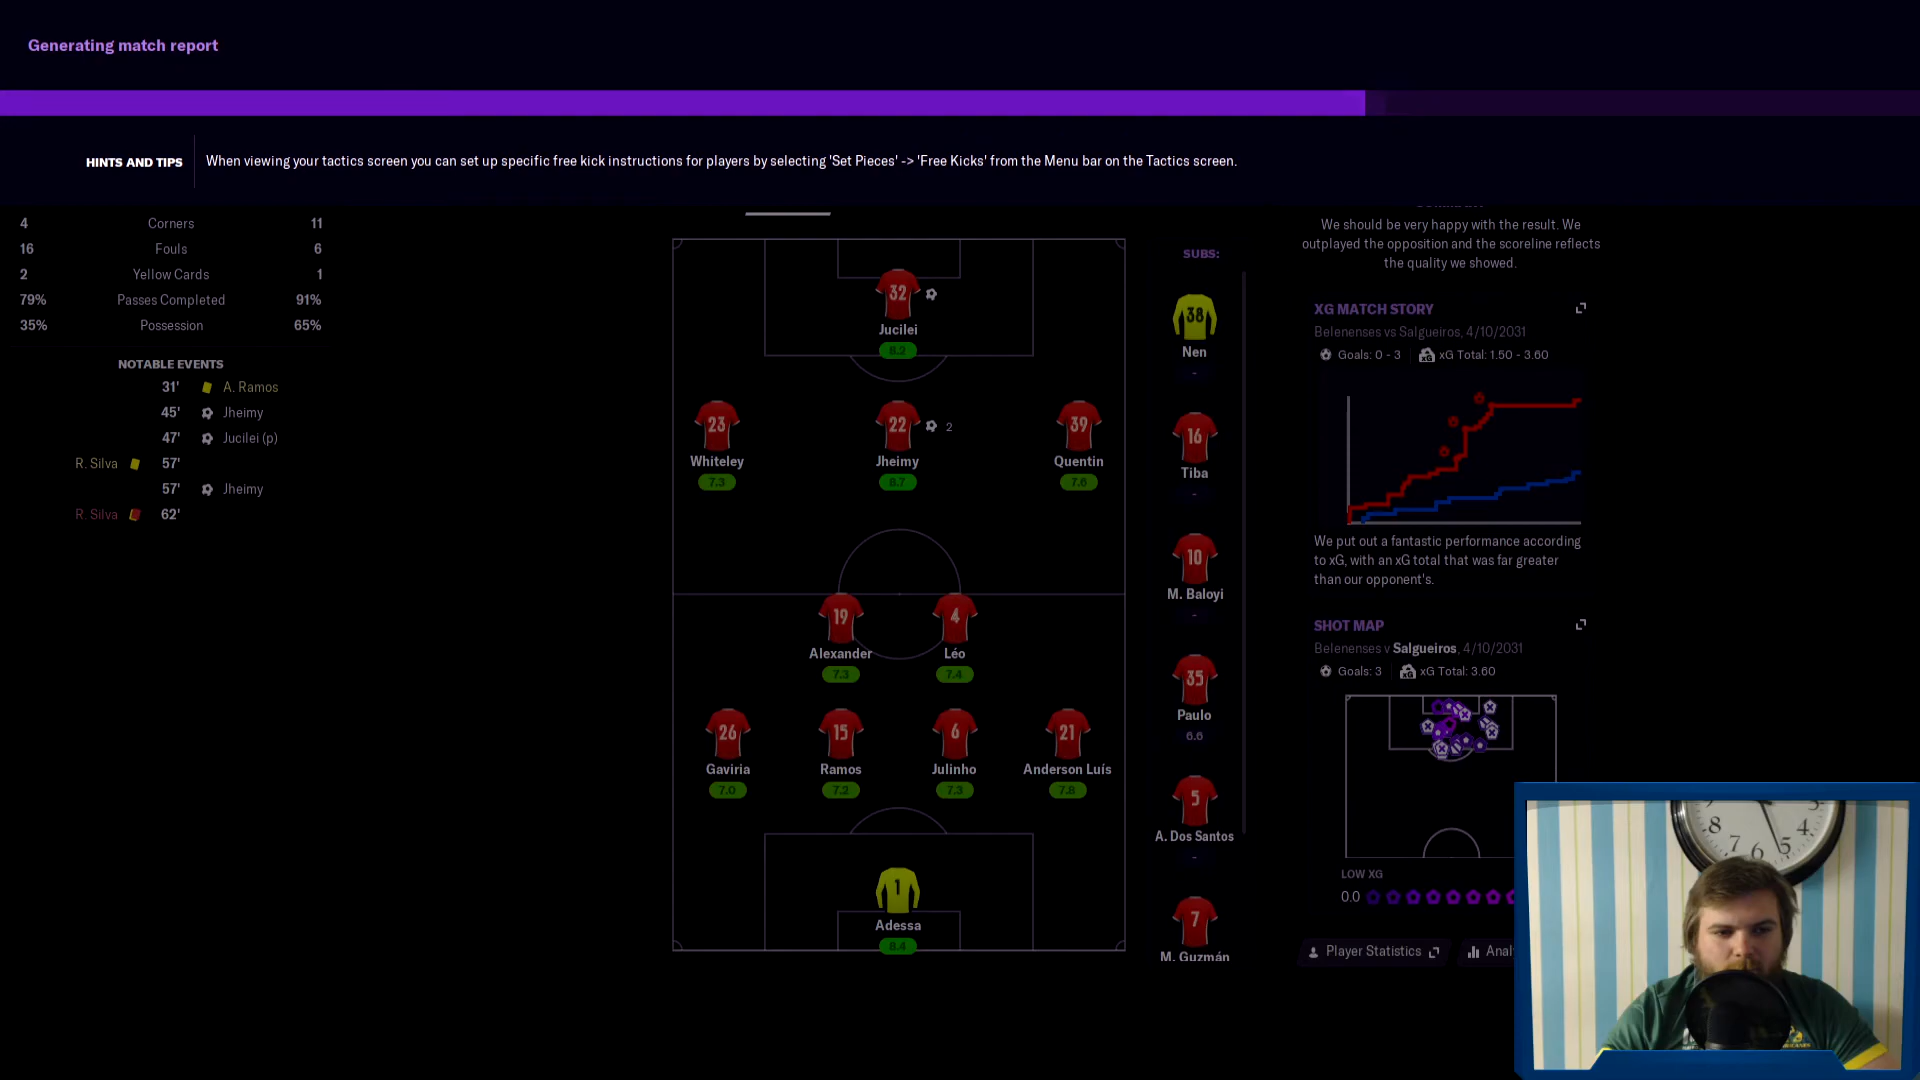 Generating match report
HINTS AND TIPS
When viewing your tactics screen you can set up specific free kick instructions for players by selecting 'Set Pieces' -> 'Free Kicks' from the Menu bar on the Tactics screen.
4 Corners 11
16 Fouls 6
2 Yellow Cards 1
79% Passes Completed 91%
35% Possession 65%
NOTABLE EVENTS
31' A. Ramos
45' Jheimy
47' Jucilei (p)
R. Silva 57'
57' Jheimy
R. Silva 62'
32
Jucilei
8.2
23
Whiteley
7.3
22
2
Jheimy
8.7
39
Quentin
7.6
19
Alexander
7.3
4
Léo
7.4
26
Gaviria
7.0
15
Ramos
7.2
6
Julinho
7.3
21
Anderson Luís
7.8
1
Adessa
8.4
SUBS:
38
Nen
-
16
Tiba
-
10
M. Baloyi
-
35
Paulo
6.6
5
A. Dos Santos
-
7
M. Guzmán
We should be very happy with the result. We
outplayed the opposition and the scoreline reflects
the quality we showed.
XG MATCH STORY
Belenenses vs Salgueiros, 4/10/2031
Goals: 0 - 3 xG Total: 1.50 - 3.60
We put out a fantastic performance according
to xG, with an xG total that was far greater
than our opponent's.
SHOT MAP
Belenenses v Salgueiros, 4/10/2031
Goals: 3 xG Total: 3.60
LOW XG
0.0
Player Statistics
8
7
6
5
4